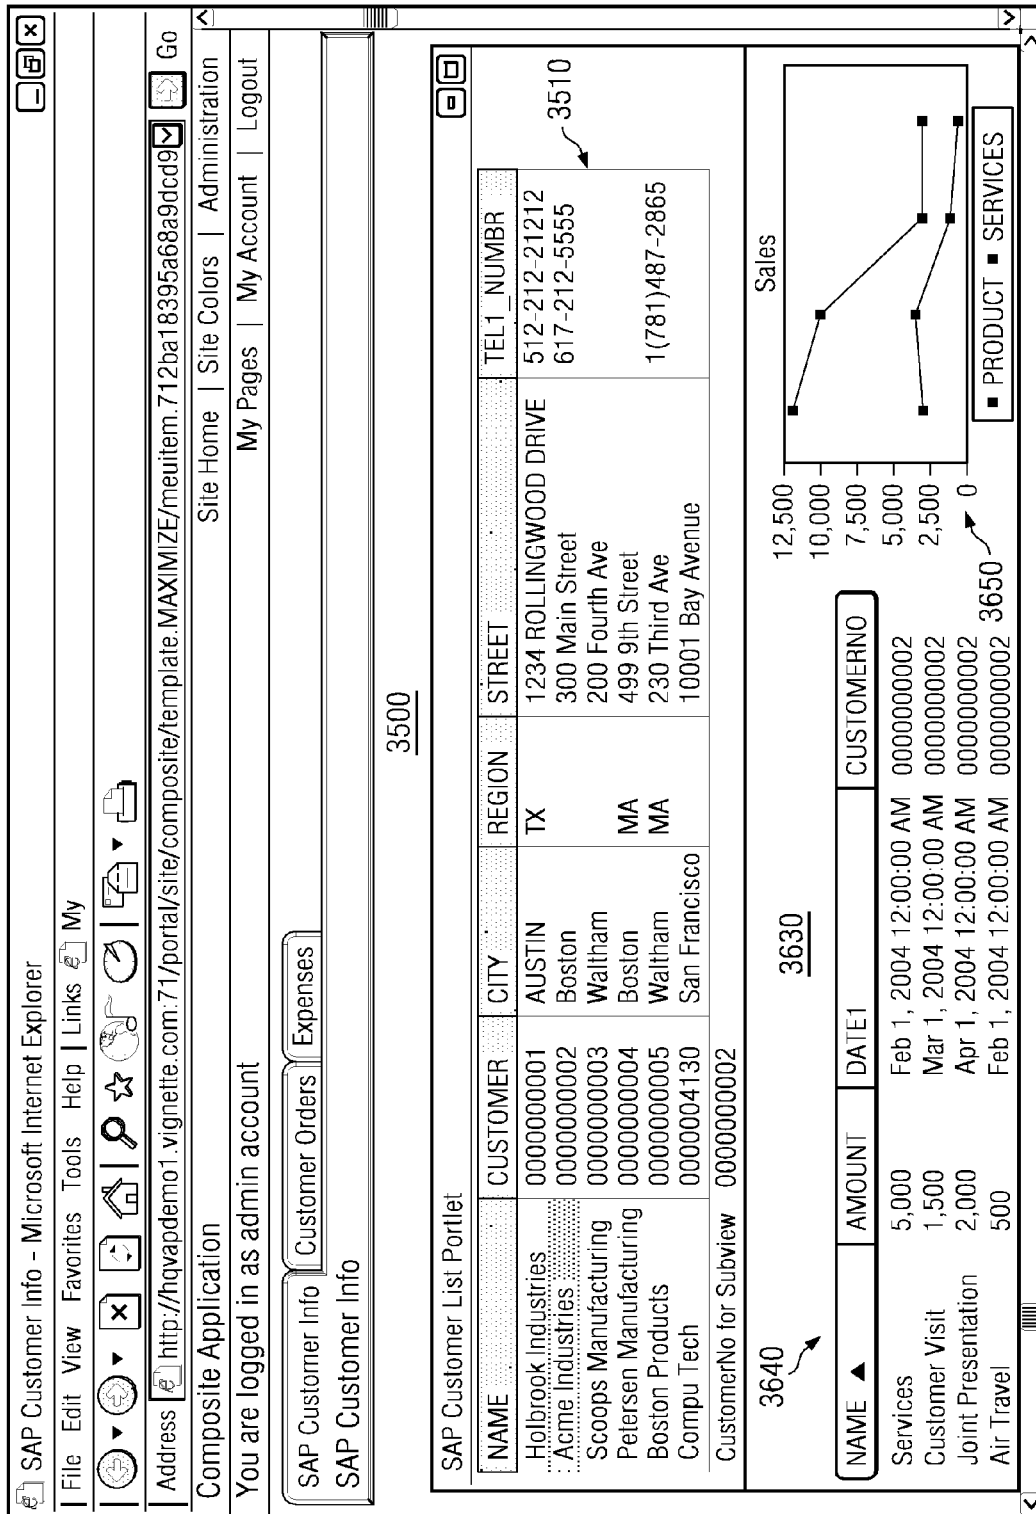 SAP Customer Info - Microsoft Internet Explorer
File Edit View Favorites Tools Help Links My
Address http://hqvapdemo1.vignette.com:71/portal/site/composite/template.MAXIMIZE/meuitem.712ba18395a68a9dcd9 Go
Composite Application Site Home | Site Colors | Administration
You are logged in as admin account My Pages | My Account | Logout
SAP Customer Info Customer Orders Expenses
SAP Customer Info
3500
SAP Customer List Portlet
NAME CUSTOMER CITY REGION STREET TEL1_NUMBR
Holbrook Industries 0000000001 AUSTIN TX 1234 ROLLINGWOOD DRIVE 512-212-21212
Acme Industries 0000000002 Boston 300 Main Street 617-212-5555
Scoops Manufacturing 0000000003 Waltham 200 Fourth Ave
Petersen Manufacturing 0000000004 Boston MA 499 9th Street
Boston Products 0000000005 Waltham MA 230 Third Ave 1(781)487-2865
Compu Tech 0000004130 San Francisco 10001 Bay Avenue
3510
CustomerNo for Subview 0000000002
3640
3630
NAME AMOUNT DATE1 CUSTOMERNO
Services 5,000 Feb 1, 2004 12:00:00 AM 0000000002
Customer Visit 1,500 Mar 1, 2004 12:00:00 AM 0000000002
Joint Presentation 2,000 Apr 1, 2004 12:00:00 AM 0000000002
Air Travel 500 Feb 1, 2004 12:00:00 AM 0000000002
Sales
12,500
10,000
7,500
5,000
2,500
0
3650
PRODUCT SERVICES